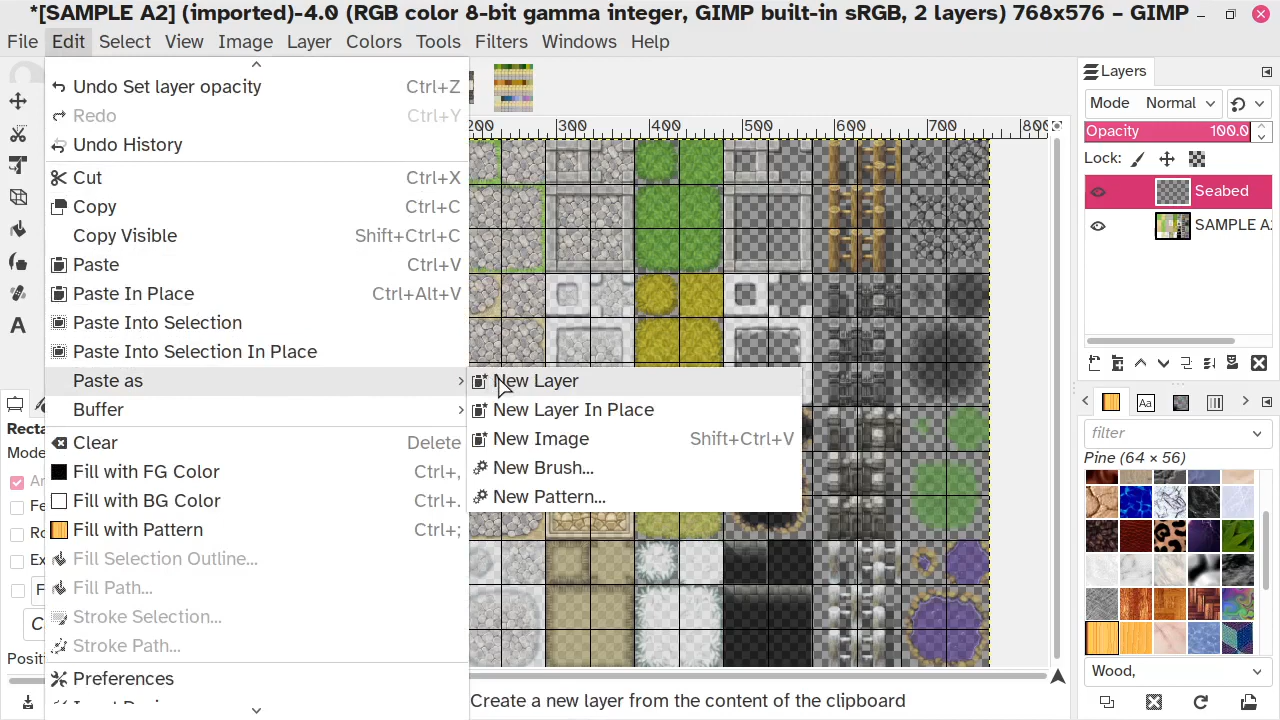 *[SAMPLE A2] (imported)-4.0 (RGB color 8-bit gamma integer, GIMP built-in sRGB, 2 layers) 768x576 – GIMP
File Edit Select View Image Layer Colors Tools Filters Windows Help
Undo Set layer opacity Ctrl+Z
Redo Ctrl+Y
Undo History
Cut Ctrl+X
Copy Ctrl+C
Copy Visible Shift+Ctrl+C
Paste Ctrl+V
Paste In Place Ctrl+Alt+V
Paste Into Selection
Paste Into Selection In Place
Paste as
Buffer
Clear Delete
Fill with FG Color Ctrl+,
Fill with BG Color Ctrl+.
Fill with Pattern Ctrl+;
Fill Selection Outline...
Fill Path...
Stroke Selection...
Stroke Path...
Preferences
New Layer
New Layer In Place
New Image Shift+Ctrl+V
New Brush...
New Pattern...
200 300 400 500 600 700 800
Create a new layer from the content of the clipboard
Layers
Mode Normal
Opacity 100.0
Lock:
Seabed
SAMPLE A2
filter
Pine (64 × 56)
Wood,
Recta
Mode
Posit